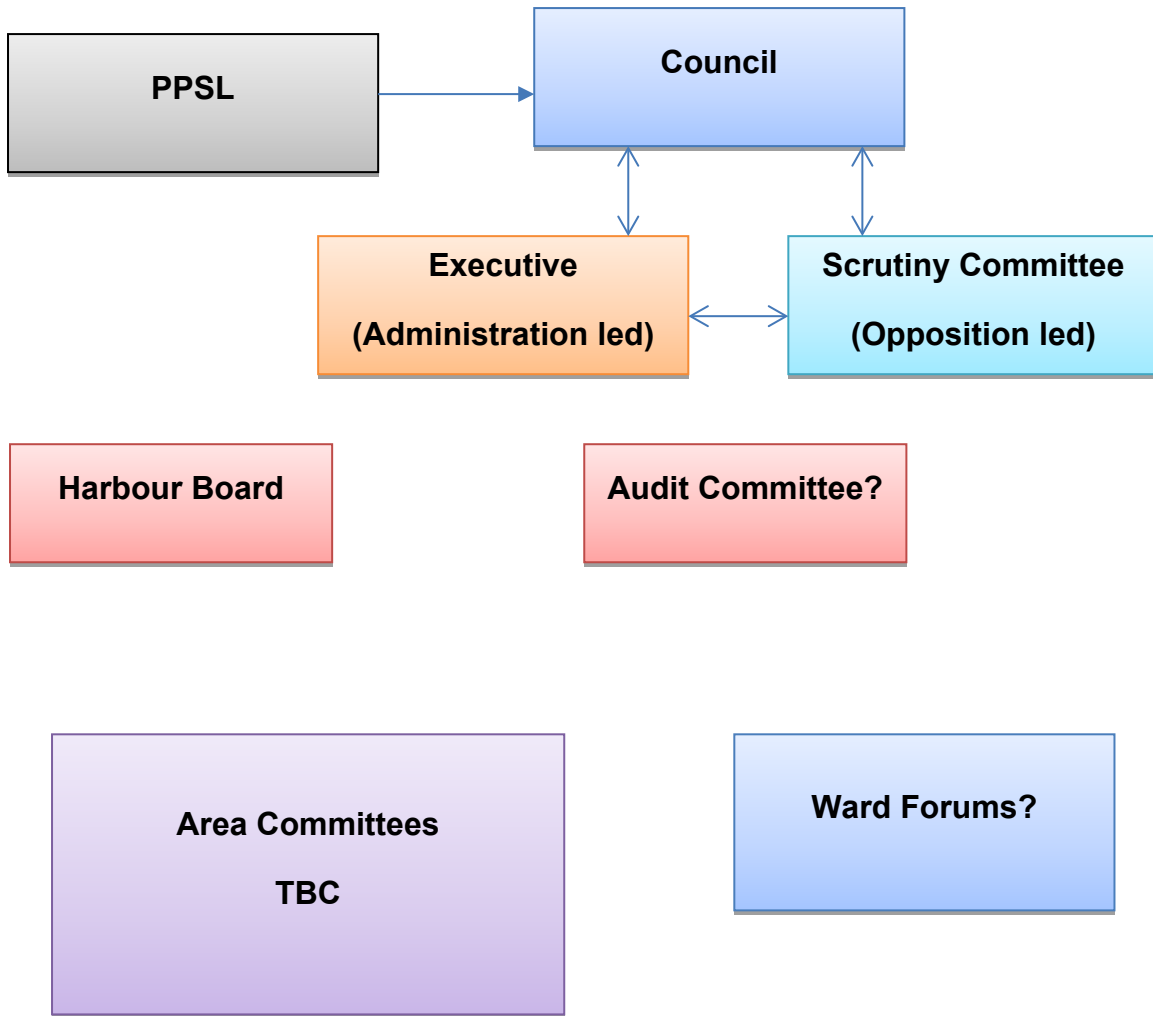 PPSL
Council
Executive
(Administration led)
Scrutiny Committee
(Opposition led)
Harbour Board
Audit Committee?
Area Committees
TBC
Ward Forums?